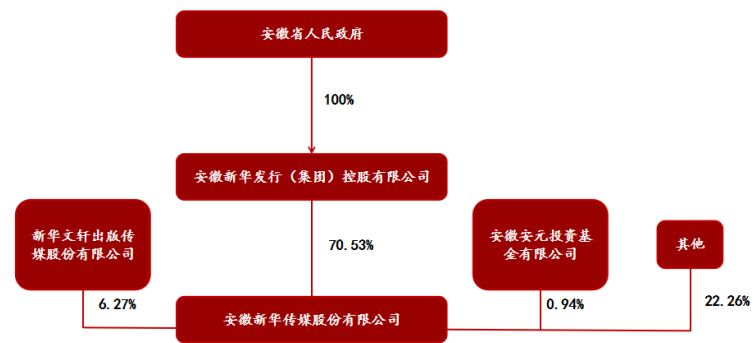 安徽省人民政府
100%
安徽新华发行（集团）控股有限公司
新华文轩出版传
媒股份有限公司
70.53%
安徽安元投资基
金有限公司
其他
6.27%
安徽新华传媒股份有限公司
0.94%
22.26%